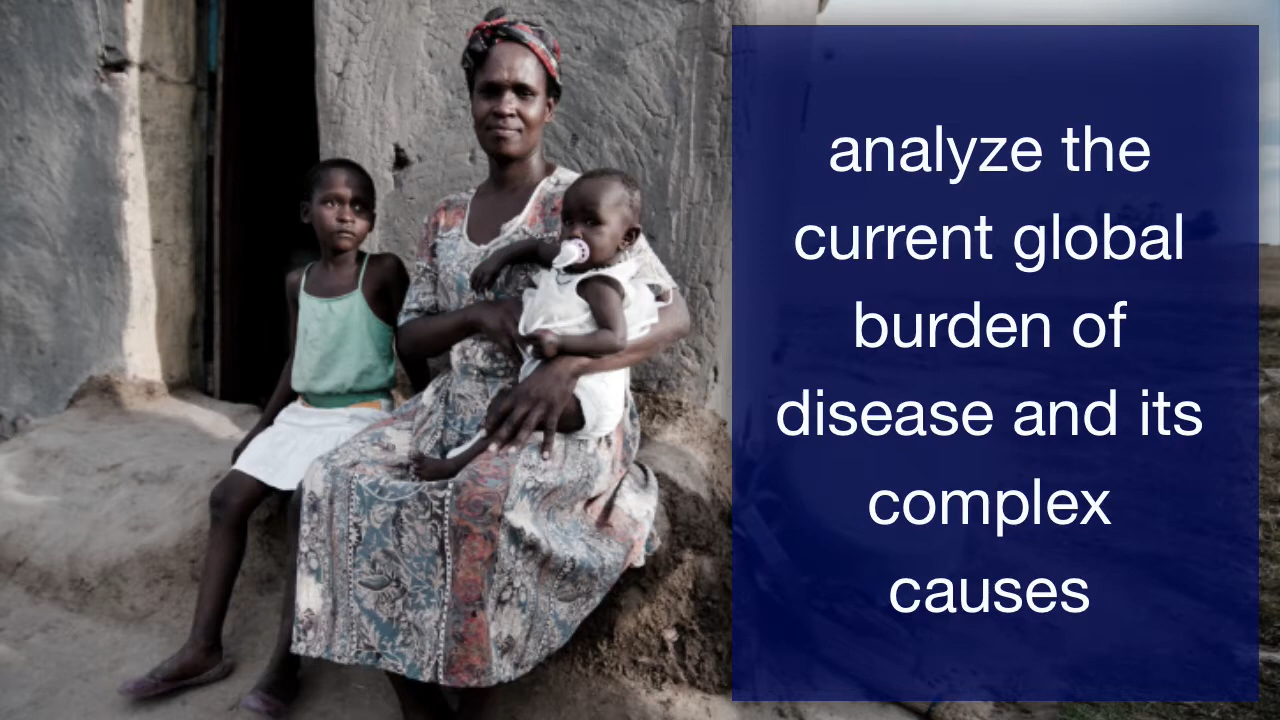 analyze the
current global
burden of
disease and its
complex
causes